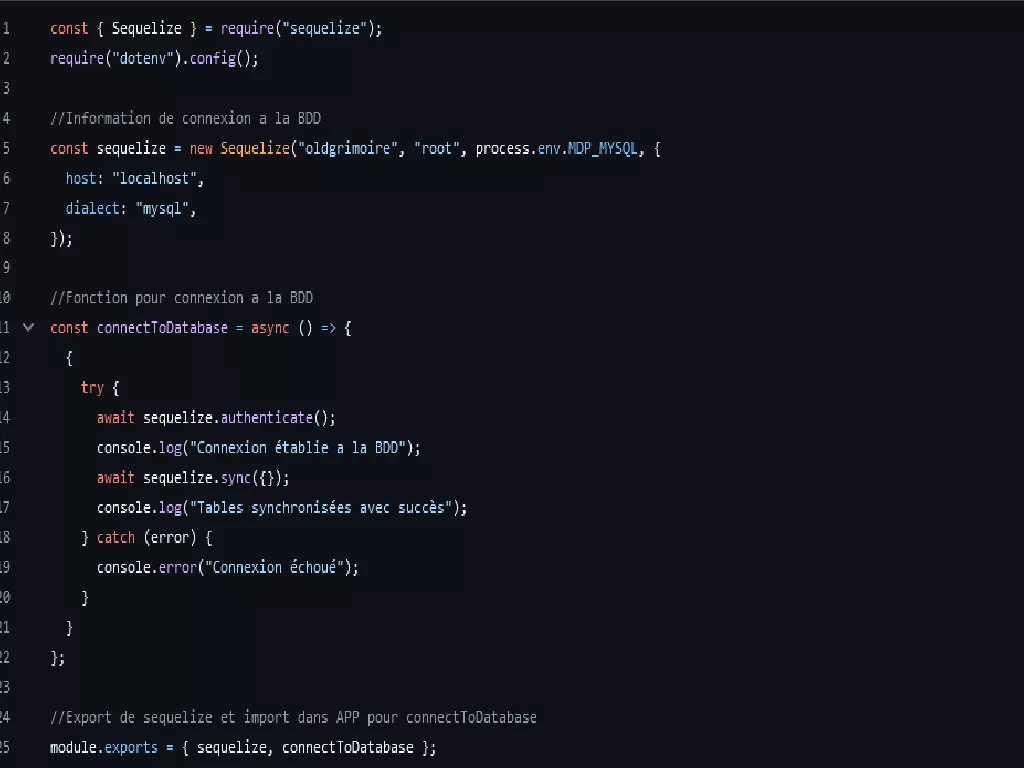 1 const { Sequelize } = require("sequelize");
2 require("dotenv").config();
3
4 //Information de connexion a la BDD
5 const sequelize = new Sequelize("oldgrimoire", "root", process.env.MDP_MYSQL, {
6 host: "localhost",
7 dialect: "mysql",
8 });
9
10 //Fonction pour connexion a la BDD
11 const connectToDatabase = async () => {
12 {
13 try {
14 await sequelize.authenticate();
15 console.log("Connexion établie a la BDD");
16 await sequelize.sync({});
17 console.log("Tables synchronisées avec succès");
18 } catch (error) {
19 console.error("Connexion échoué");
20 }
21 }
22 };
23
24 //Export de sequelize et import dans APP pour connectToDatabase
25 module.exports = { sequelize, connectToDatabase };